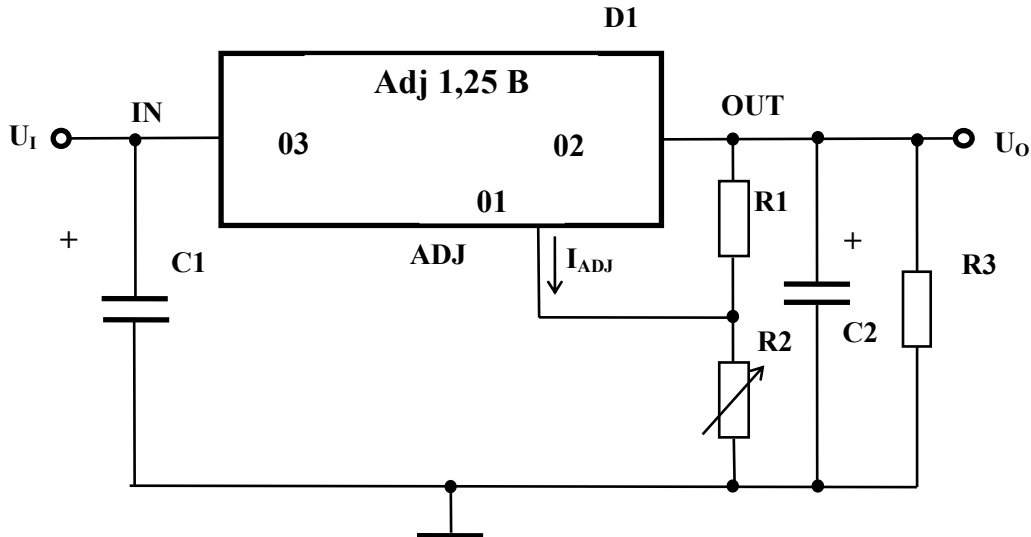 D1
Adj 1,25 В
IN
OUT
U_I
03
02
U_O
01
R1
+
ADJ
I_ADJ
+
C1
R3
R2
C2